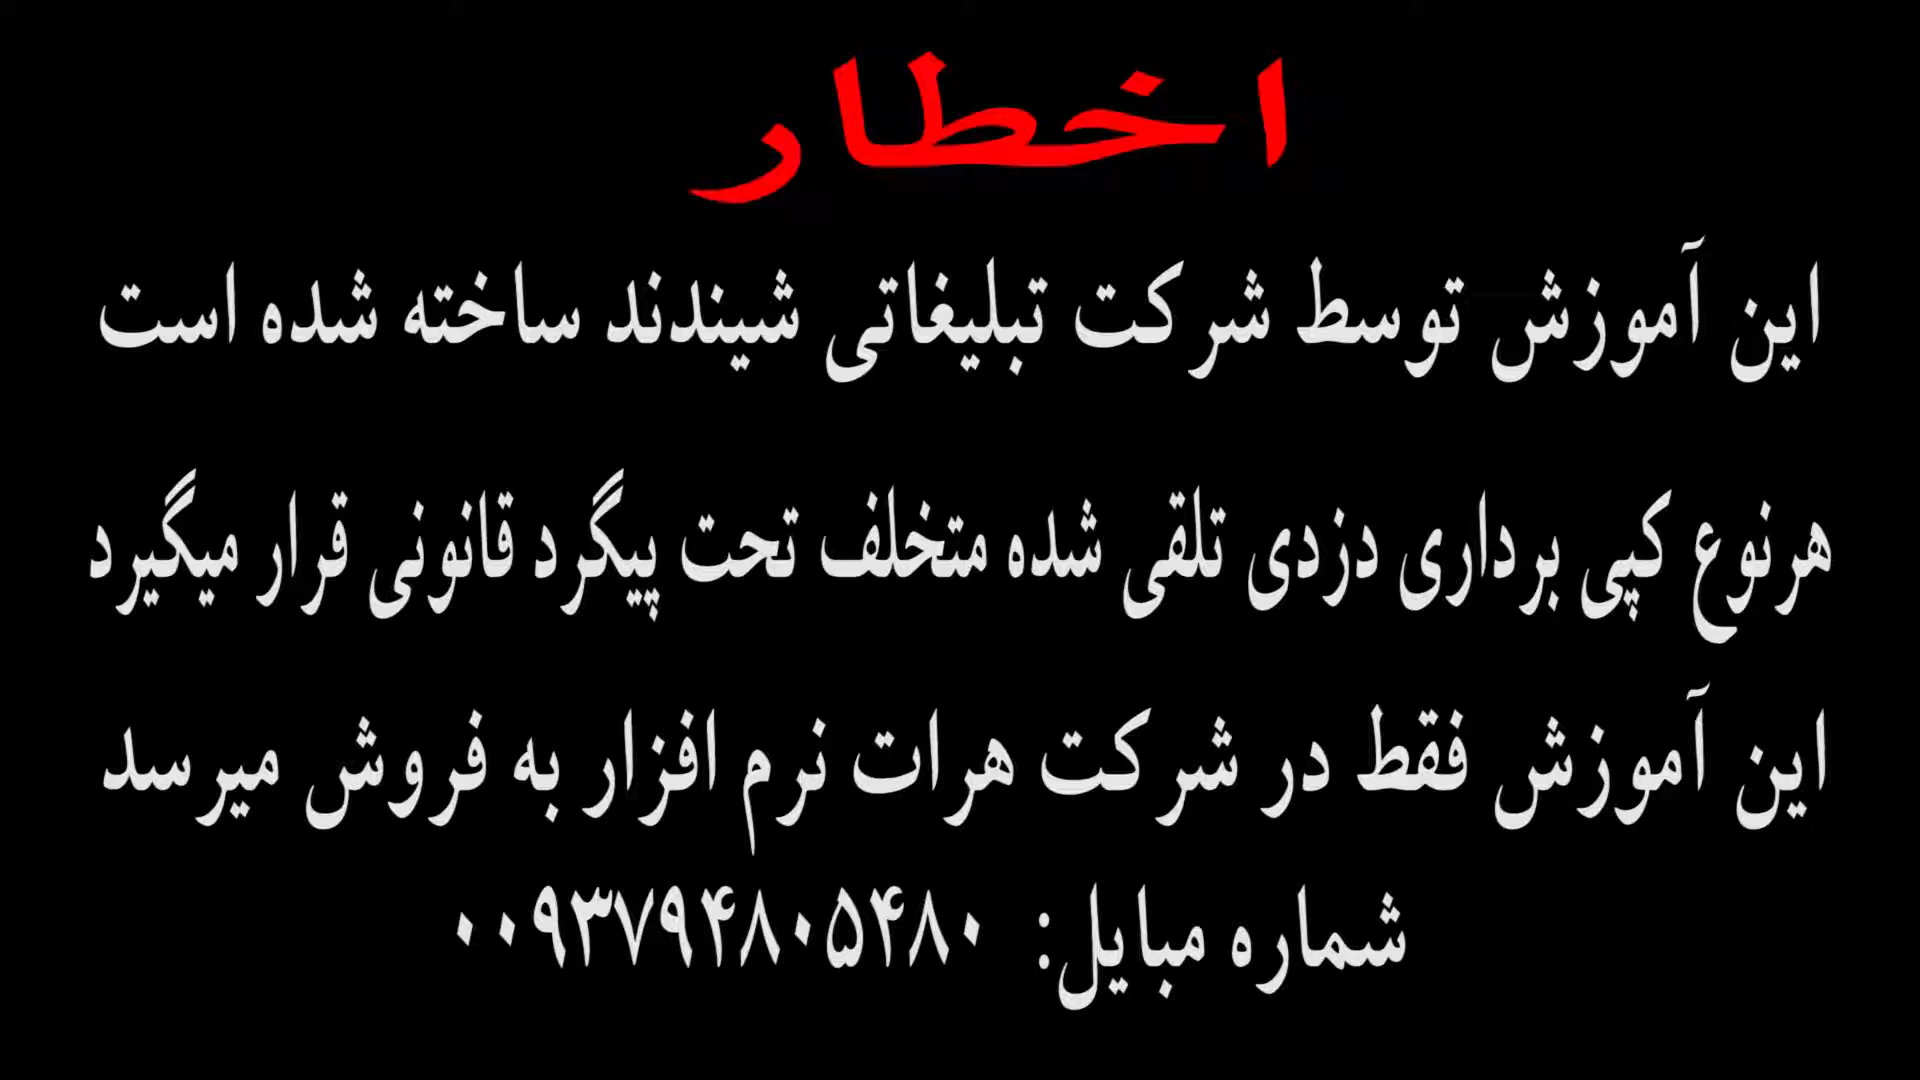 اخطار
این آموزش توسط شرکت تبلیغاتی شیندند ساخته شده است
هرنوع کپی برداری دزدی تلقی شده متخلف تحت پیگرد قانونی قرار میگیرد
این آموزش فقط در شرکت هرات نرم افزار به فروش میرسد
شماره مبایل: ۰۰۹۳۷۹۴۸۰۵۴۸۰